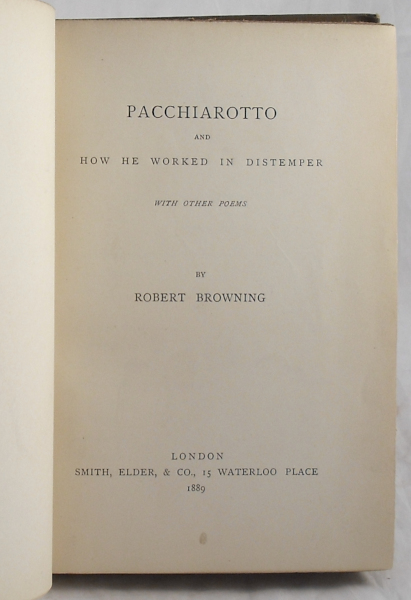 PACCHIAROTTO
AND
HOW HE WORKED IN DISTEMPER
WITH OTHER POEMS
BY
ROBERT BROWNING
LONDON
SMITH, ELDER, & CO., 15 WATERLOO PLACE
1889